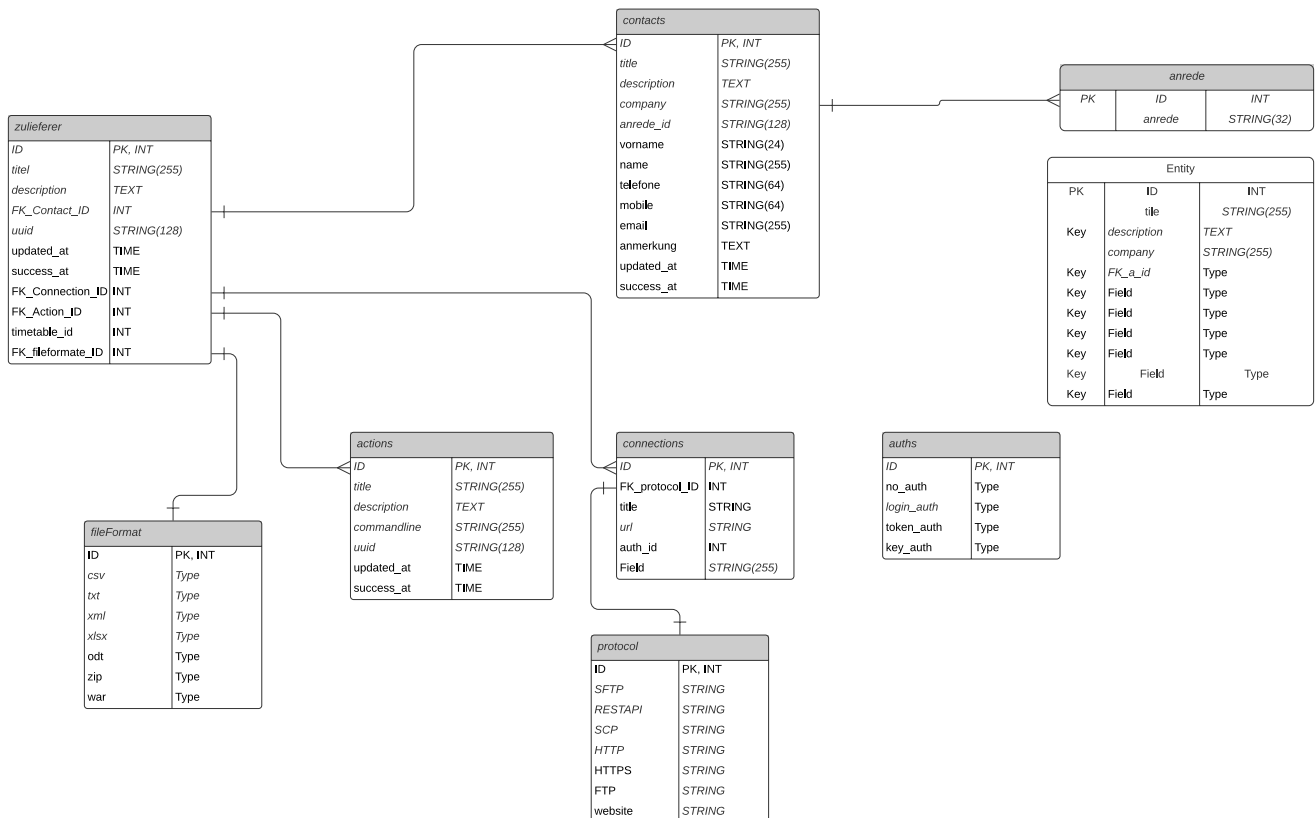 contacts
ID PK, INT
title STRING(255)
description TEXT
company STRING(255)
anrede_id STRING(128)
vorname STRING(24)
name STRING(255)
telefone STRING(64)
mobile STRING(64)
email STRING(255)
anmerkung TEXT
updated_at TIME
success_at TIME
anrede
PK ID INT
anrede STRING(32)
zulieferer
ID PK, INT
titel STRING(255)
description TEXT
FK_Contact_ID INT
uuid STRING(128)
updated_at TIME
success_at TIME
FK_Connection_ID INT
FK_Action_ID INT
timetable_id INT
FK_fileformate_ID INT
Entity
PK ID INT
tile STRING(255)
Key description TEXT
company STRING(255)
Key FK_a_id Type
Key Field Type
Key Field Type
Key Field Type
Key Field Type
Key Field Type
Key Field Type
actions
ID PK, INT
title STRING(255)
description TEXT
commandline STRING(255)
uuid STRING(128)
updated_at TIME
success_at TIME
connections
ID PK, INT
FK_protocol_ID INT
title STRING
url STRING
auth_id INT
Field STRING(255)
auths
ID PK, INT
no_auth Type
login_auth Type
token_auth Type
key_auth Type
fileFormat
ID PK, INT
csv Type
txt Type
xml Type
xlsx Type
odt Type
zip Type
war Type
protocol
ID PK, INT
SFTP STRING
RESTAPI STRING
SCP STRING
HTTP STRING
HTTPS STRING
FTP STRING
website STRING